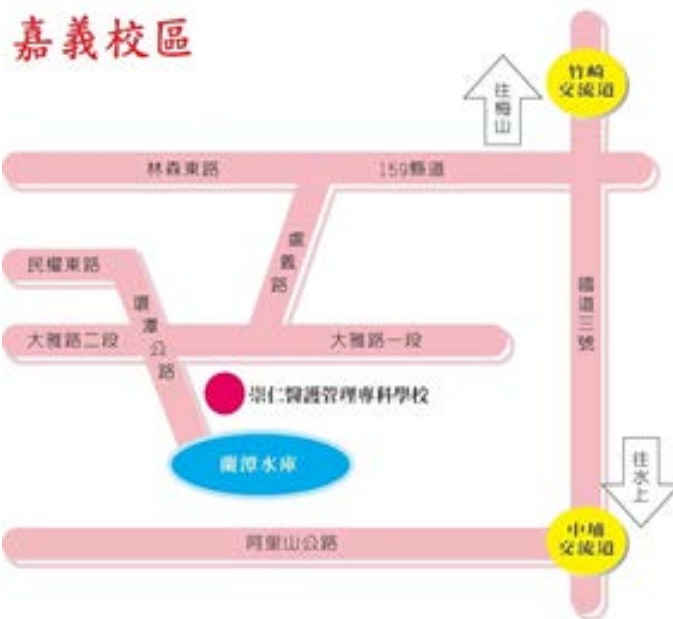 嘉義校區
竹崎
交流道
往梅山
林森東路
159縣道
盧義路
民權東路
環潭公路
國道三號
大雅路二段
大雅路一段
崇仁醫護管理專科學校
蘭潭水庫
往水上
中埔
交流道
阿里山公路